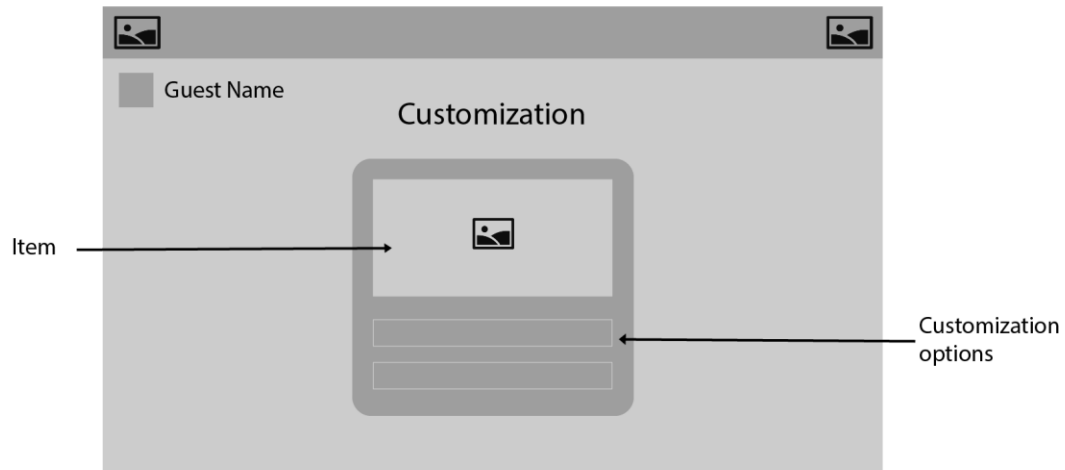 Guest Name
Customization
Item
Customization
options